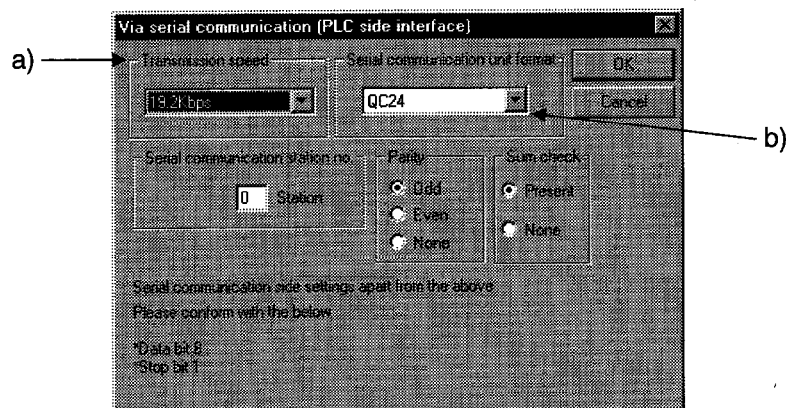 Via serial communication (PLC side interface)
a)
Transmission speed
Serial communication unit format
OK
19.2Kbps
QC24
Cancel
b)
Serial communication station no.
Parity
Sum check
0 Station
Odd
Present
Even
None
None
Serial communication side settings apart from the above
Please conform with the below
*Data bit 8
*Stop bit 1